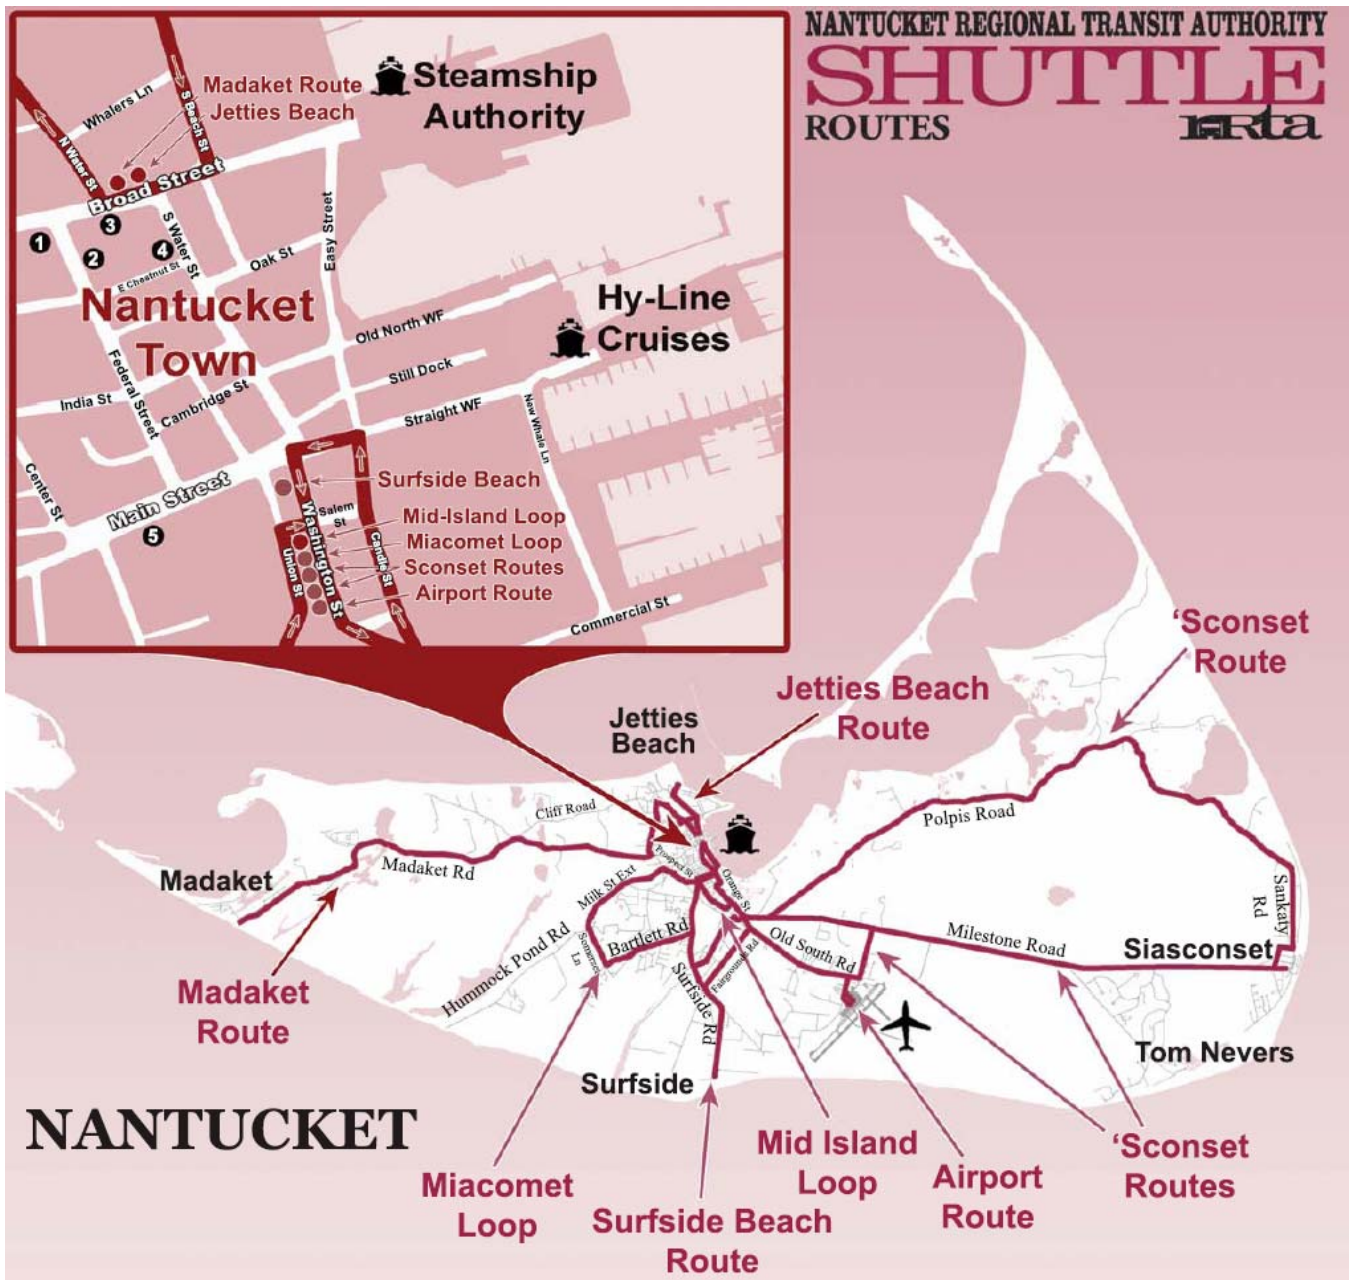 NANTUCKET REGIONAL TRANSIT AUTHORITY
SHUTTLE
ROUTES
nRta
Steamship
Authority
Madaket Route
Jetties Beach
Whalers Ln
S Beach St
N Water St
Broad Street
1
2
3
4
S Water St
E Chestnut St
Oak St
Easy Street
Nantucket
Town
Hy-Line
Cruises
Old North WF
Still Dock
Straight WF
New Whale Ln
Federal Street
India St
Cambridge St
Center St
Main Street
5
Surfside Beach
Salem
St
Washington St
Mid-Island Loop
Miacomet Loop
Sconset Routes
Airport Route
Union St
Candle St
Commercial St
'Sconset
Route
Jetties Beach
Route
Jetties
Beach
Cliff Road
Polpis Road
Madaket Rd
Madaket
Prospect St
Orange St
Milk St Ext
Sankaty
Rd
Hummock Pond Rd
Somerset
Ln
Bartlett Rd
Old South Rd
Fairgrounds Rd
Milestone Road
Siasconset
Surfside Rd
Madaket
Route
Tom Nevers
Surfside
NANTUCKET
Mid Island
Loop
'Sconset
Routes
Airport
Route
Miacomet
Loop
Surfside Beach
Route